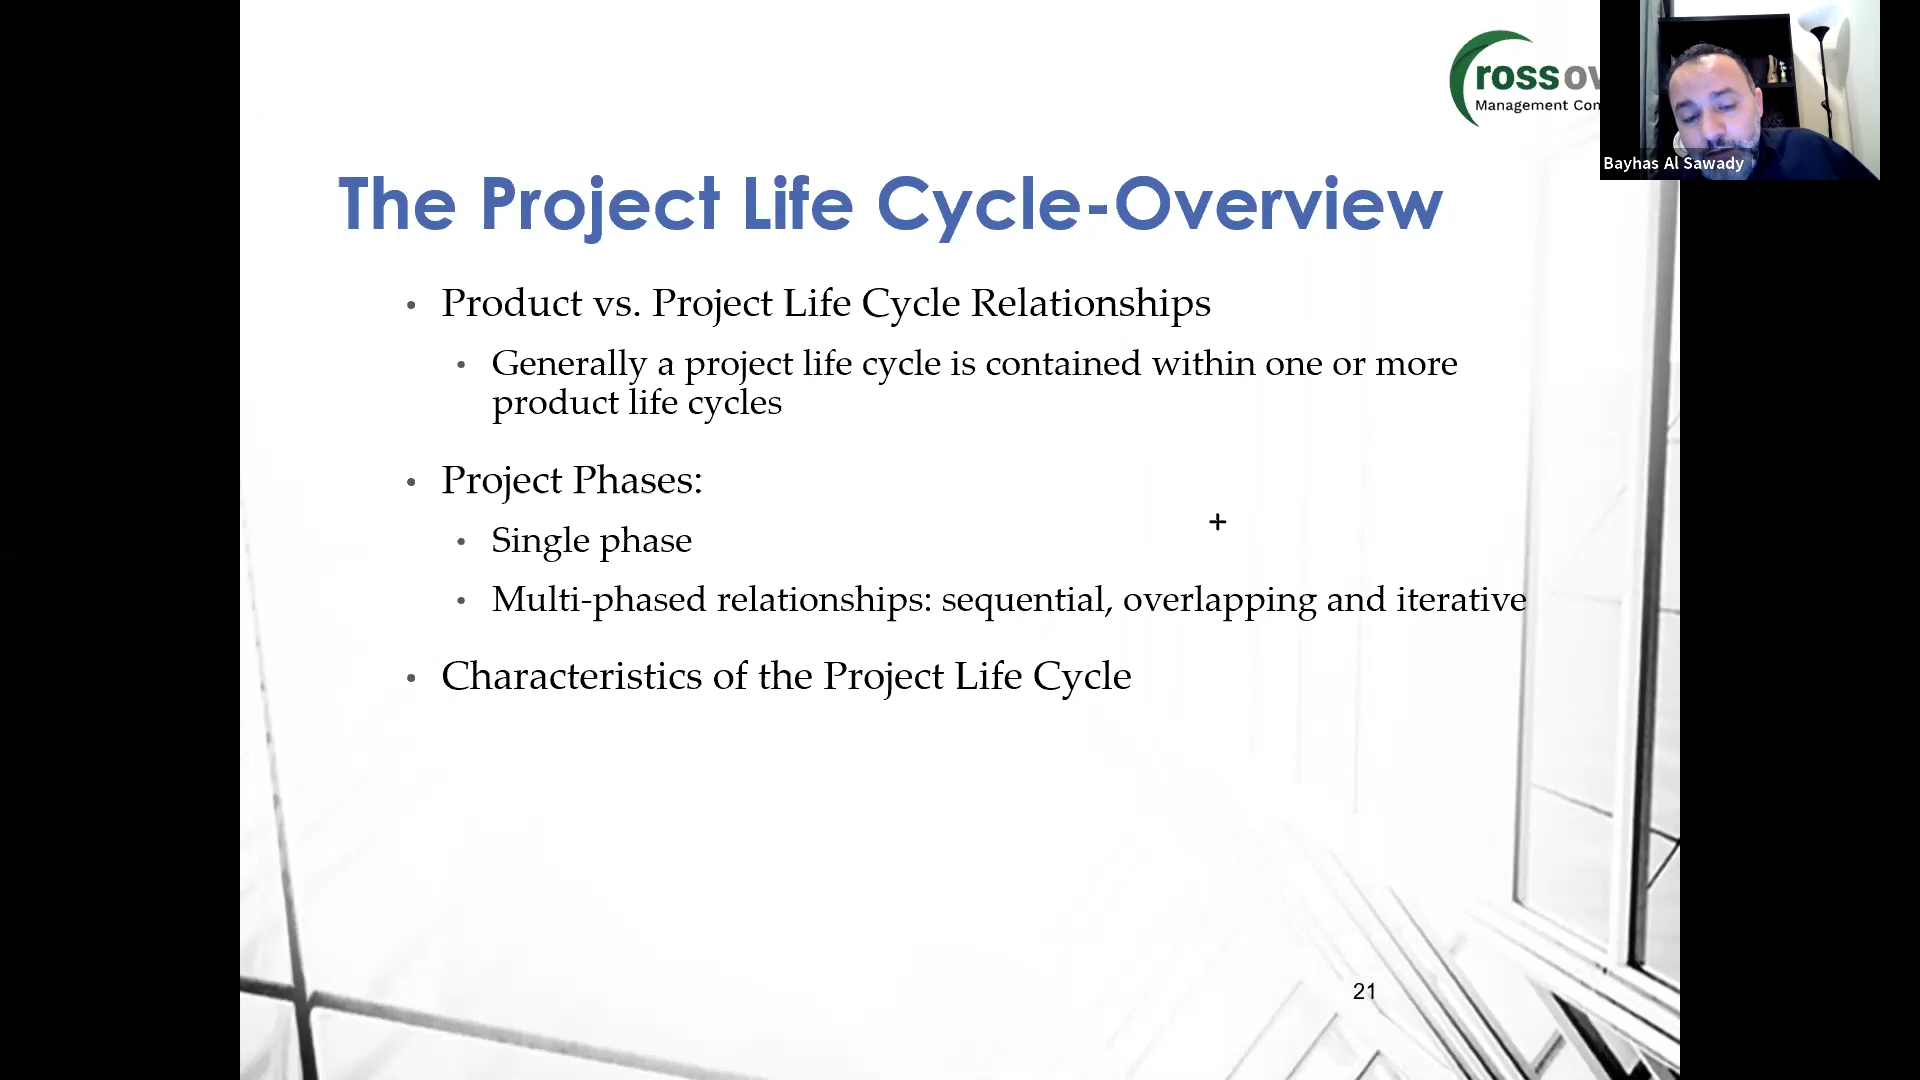 rossov
Management Con
Bayhas Al Sawady
The Project Life Cycle-Overview
• Product vs. Project Life Cycle Relationships
• Generally a project life cycle is contained within one or more
product life cycles
• Project Phases:
• Single phase
• Multi-phased relationships: sequential, overlapping and iterative
• Characteristics of the Project Life Cycle
21